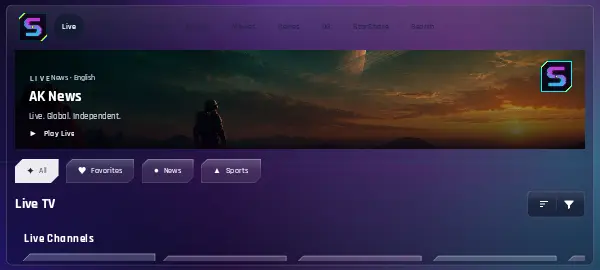 Live
LIVE News · English
AK News
Live. Global. Independent.
Play Live
All
Favorites
News
Sports
Live TV
Live Channels